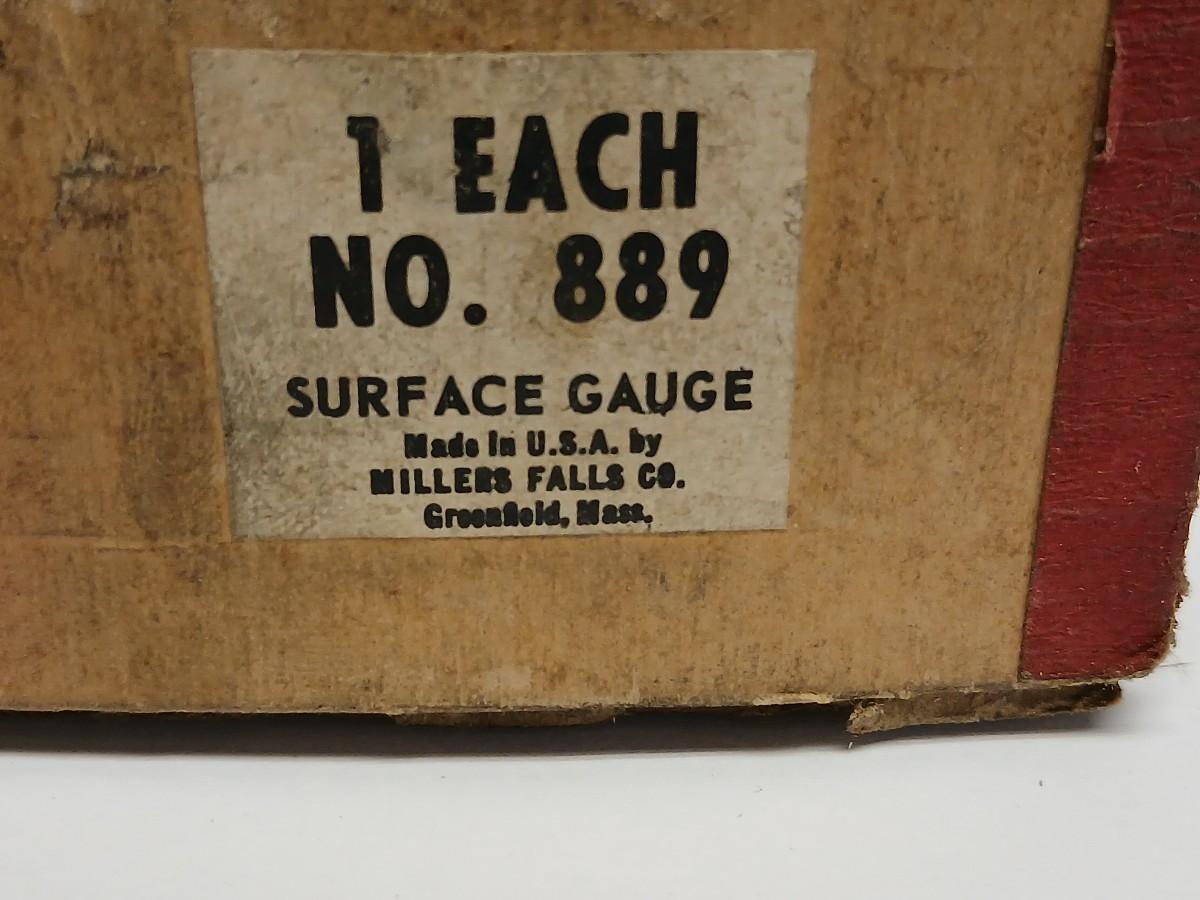 1 EACH
NO. 889
SURFACE GAUGE
Made in U.S.A. by
MILLERS FALLS CO.
Greenfield, Mass.